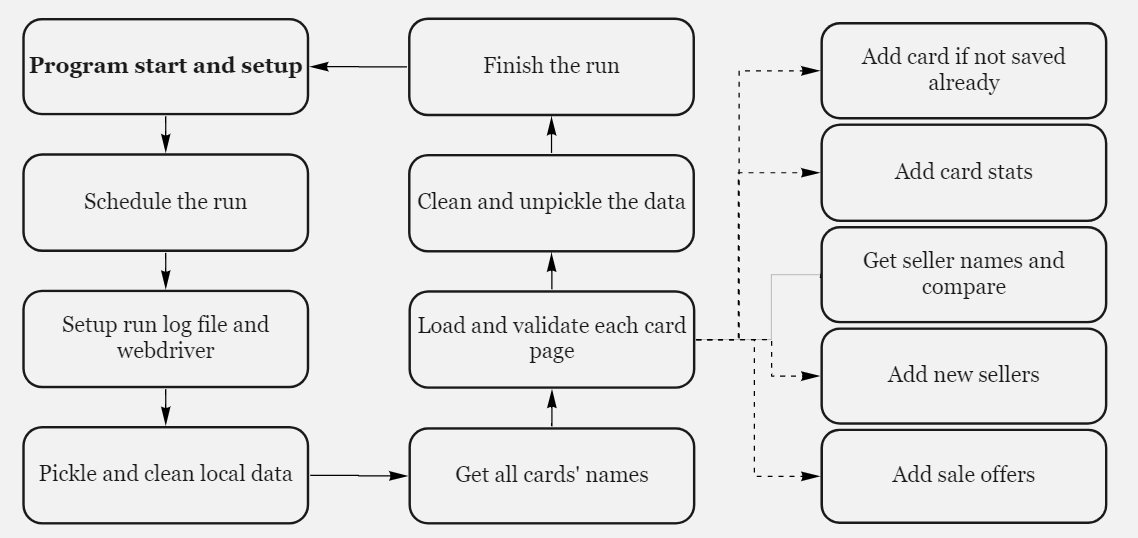 Program start and setup
Schedule the run
Setup run log file and
webdriver
Pickle and clean local data
Finish the run
Clean and unpickle the data
Load and validate each card
page
Get all cards' names
Add card if not saved
already
Add card stats
Get seller names and
compare
Add new sellers
Add sale offers